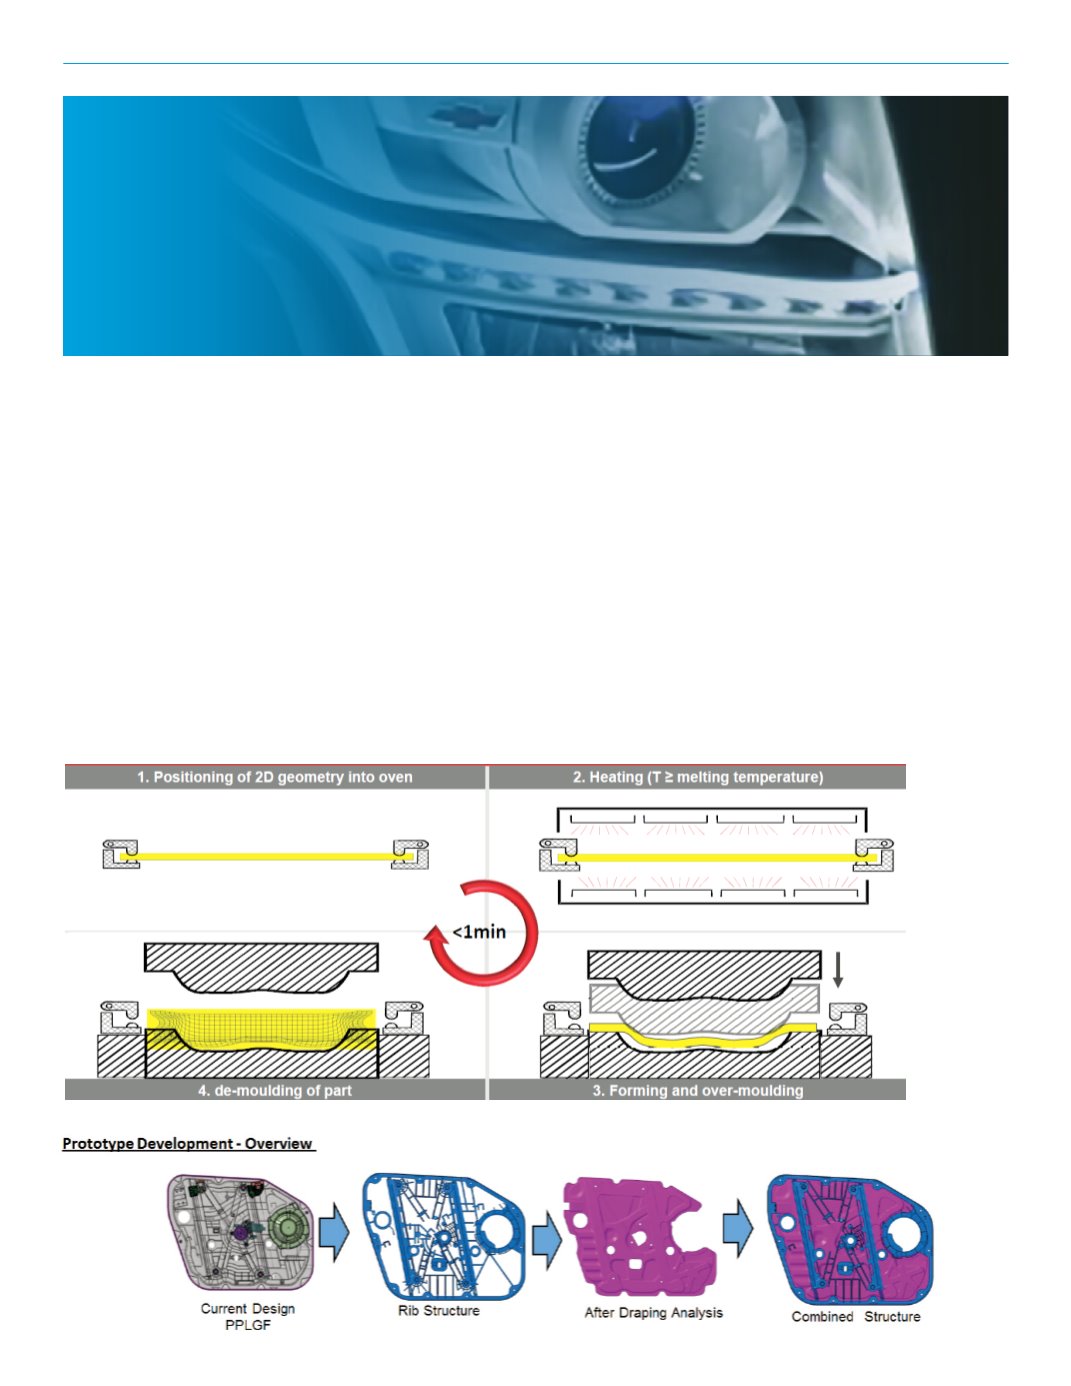 1. Positioning of 2D geometry into oven
2. Heating (T ≥ melting temperature)
<1min
4. de-moulding of part
3. Forming and over-moulding
Prototype Development - Overview
Current Design
PPLGF
Rib Structure
After Draping Analysis
Combined Structure